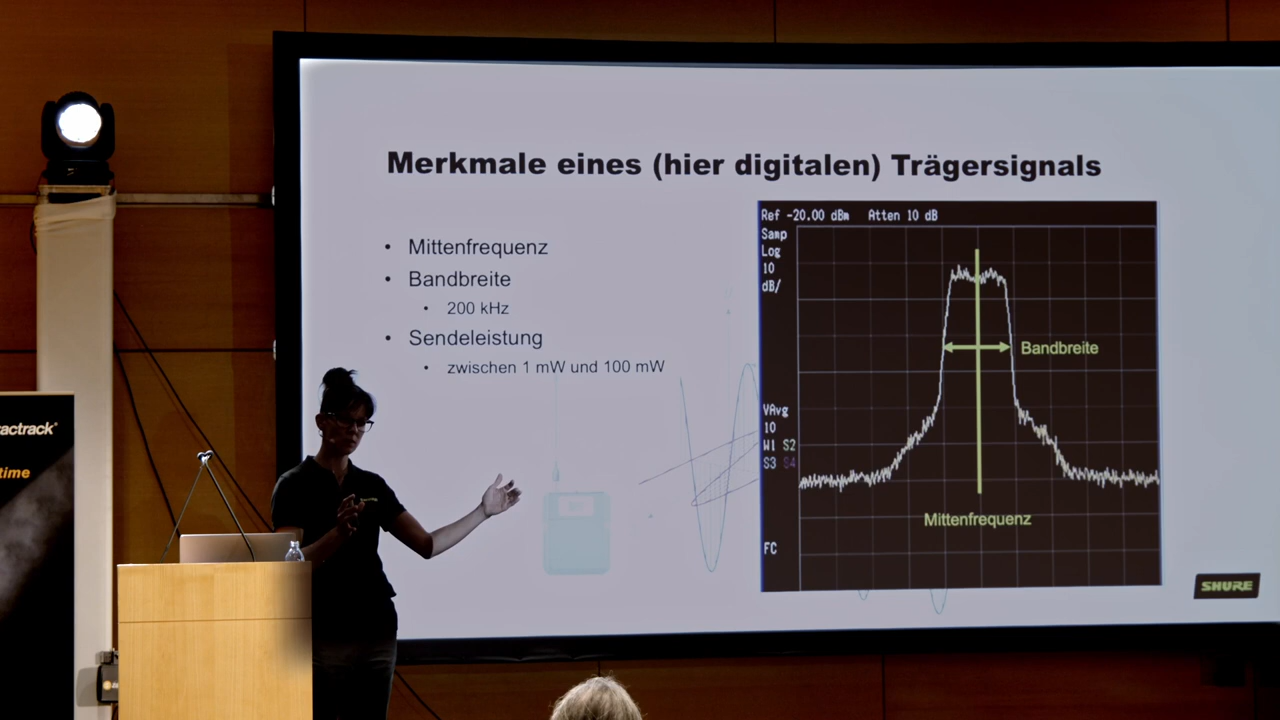 Merkmale eines (hier digitalen) Trägersignals
• Mittenfrequenz
• Bandbreite
• 200 kHz
• Sendeleistung
• zwischen 1 mW und 100 mW
Ref -20.00 dBm Atten 10 dB
Samp
Log
10
dB/
Bandbreite
VAvg
10
W1 S2
S3 S4
Mittenfrequenz
FC
SHURE
actrack
time